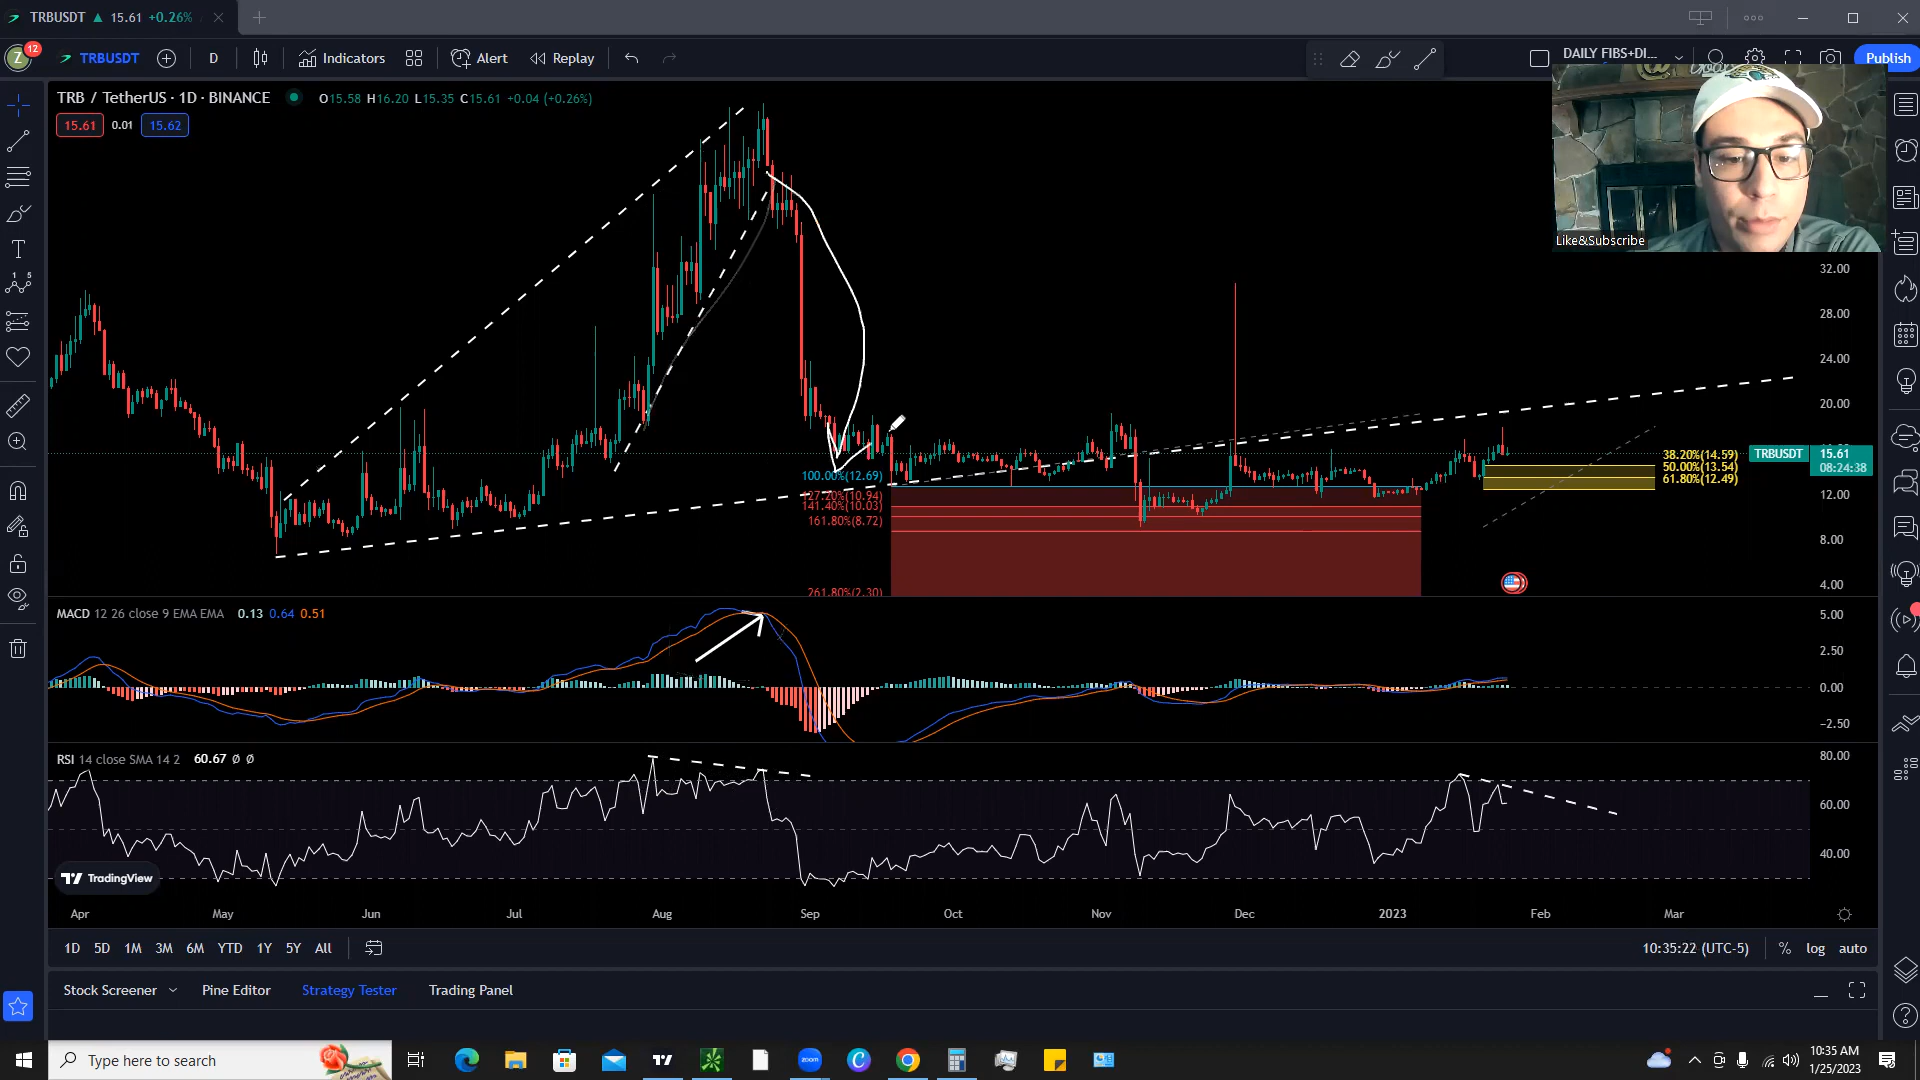 TRBUSDT ▲ 15.61 +0.26%
Z 12 TRBUSDT D Indicators Alert Replay DAILY FIBS+DI... Publish
TRB / TetherUS · 1D · BINANCE O15.58 H16.20 L15.35 C15.61 +0.04 (+0.26%)
15.61 0.01 15.62
Like&Subscribe
32.00
28.00
24.00
20.00
TRBUSDT 15.61
08:24:38
12.00
8.00
4.00
38.20%(14.59)
50.00%(13.54)
61.80%(12.49)
100.00%(12.69)
127.20%(10.94)
141.40%(10.03)
161.80%(8.72)
261.80%(2.30)
MACD 12 26 close 9 EMA EMA 0.13 0.64 0.51
5.00
2.50
0.00
−2.50
RSI 14 close SMA 14 2 60.67 Ø Ø
80.00
60.00
40.00
TradingView
Apr May Jun Jul Aug Sep Oct Nov Dec 2023 Feb Mar
1D 5D 1M 3M 6M YTD 1Y 5Y All 10:35:22 (UTC-5) % log auto
Stock Screener Pine Editor Strategy Tester Trading Panel
Type here to search
zoom
10:35 AM
1/25/2023